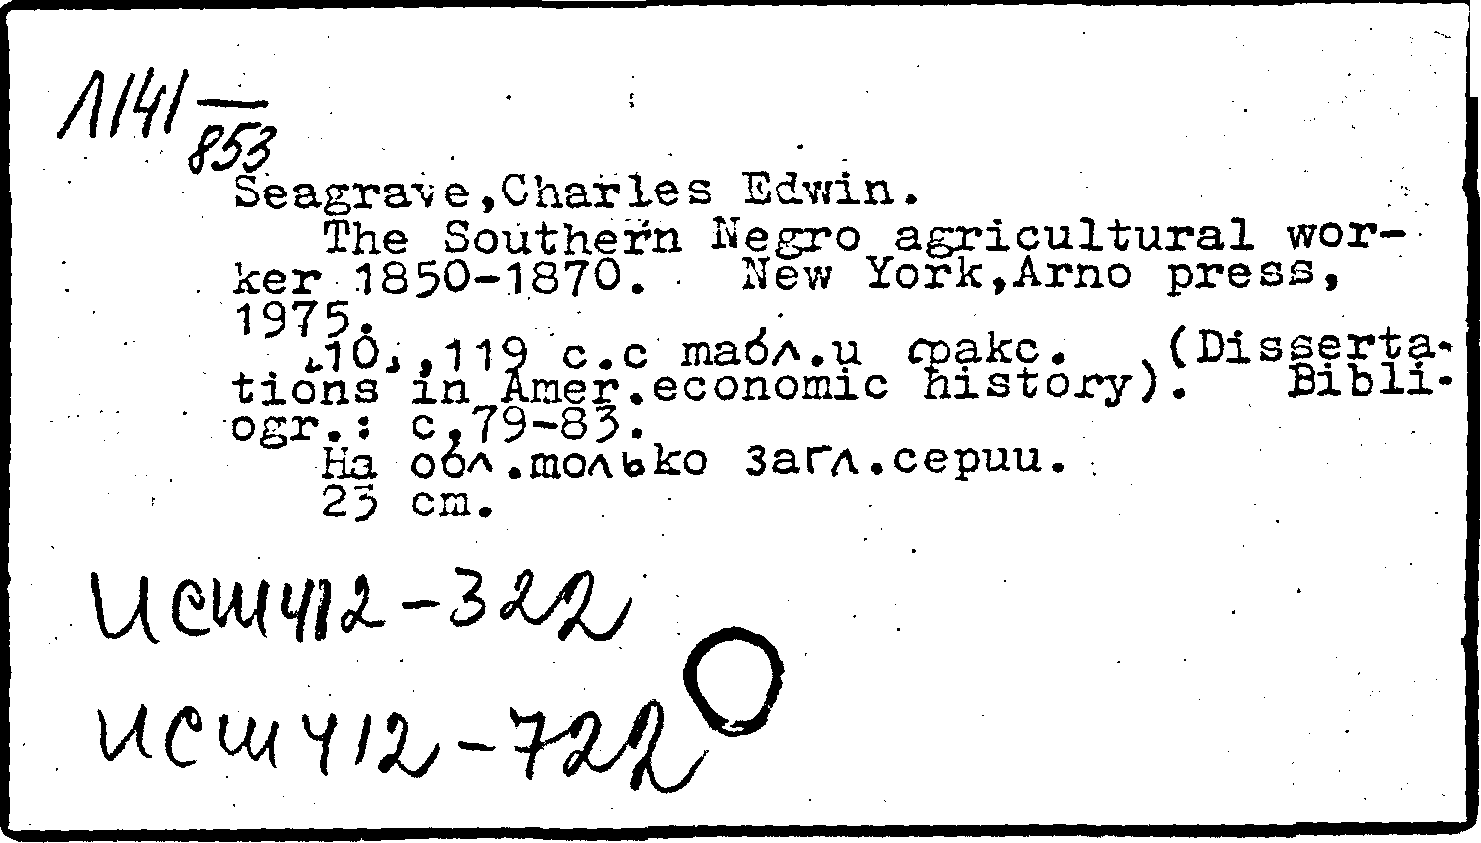 Л141
853
Seagrave,Charles Edwin.
The Southern Negro agricultural wor-
ker 1850-1870. New York,Arno press,
1975.
[10],119 с.с табл.и факс. (Disserta-
tions in Amer.economic history). Bibli-
ogr.: с.79-83.
На обл.только загл.серии.
23 cm.
ИСШ412-322
ИСШ412-722